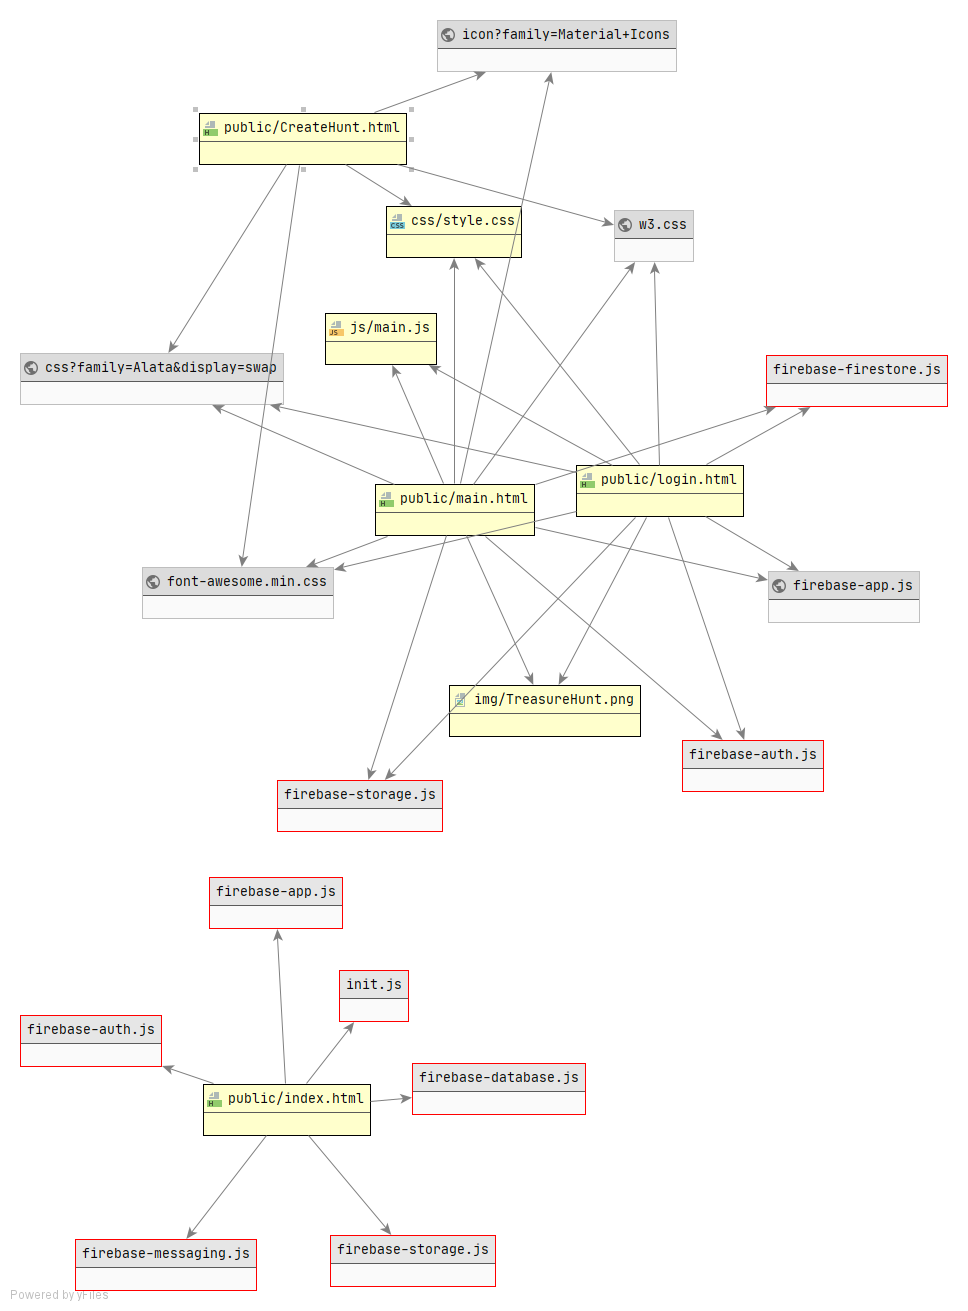 icon?family=Material+Icons
public/CreateHunt.html
css/style.css
w3.css
js/main.js
css?family=Alata&display=swap
firebase-firestore.js
public/login.html
public/main.html
font-awesome.min.css
firebase-app.js
img/TreasureHunt.png
firebase-auth.js
firebase-storage.js
firebase-app.js
init.js
firebase-auth.js
firebase-database.js
public/index.html
firebase-messaging.js
firebase-storage.js
Powered by yFiles